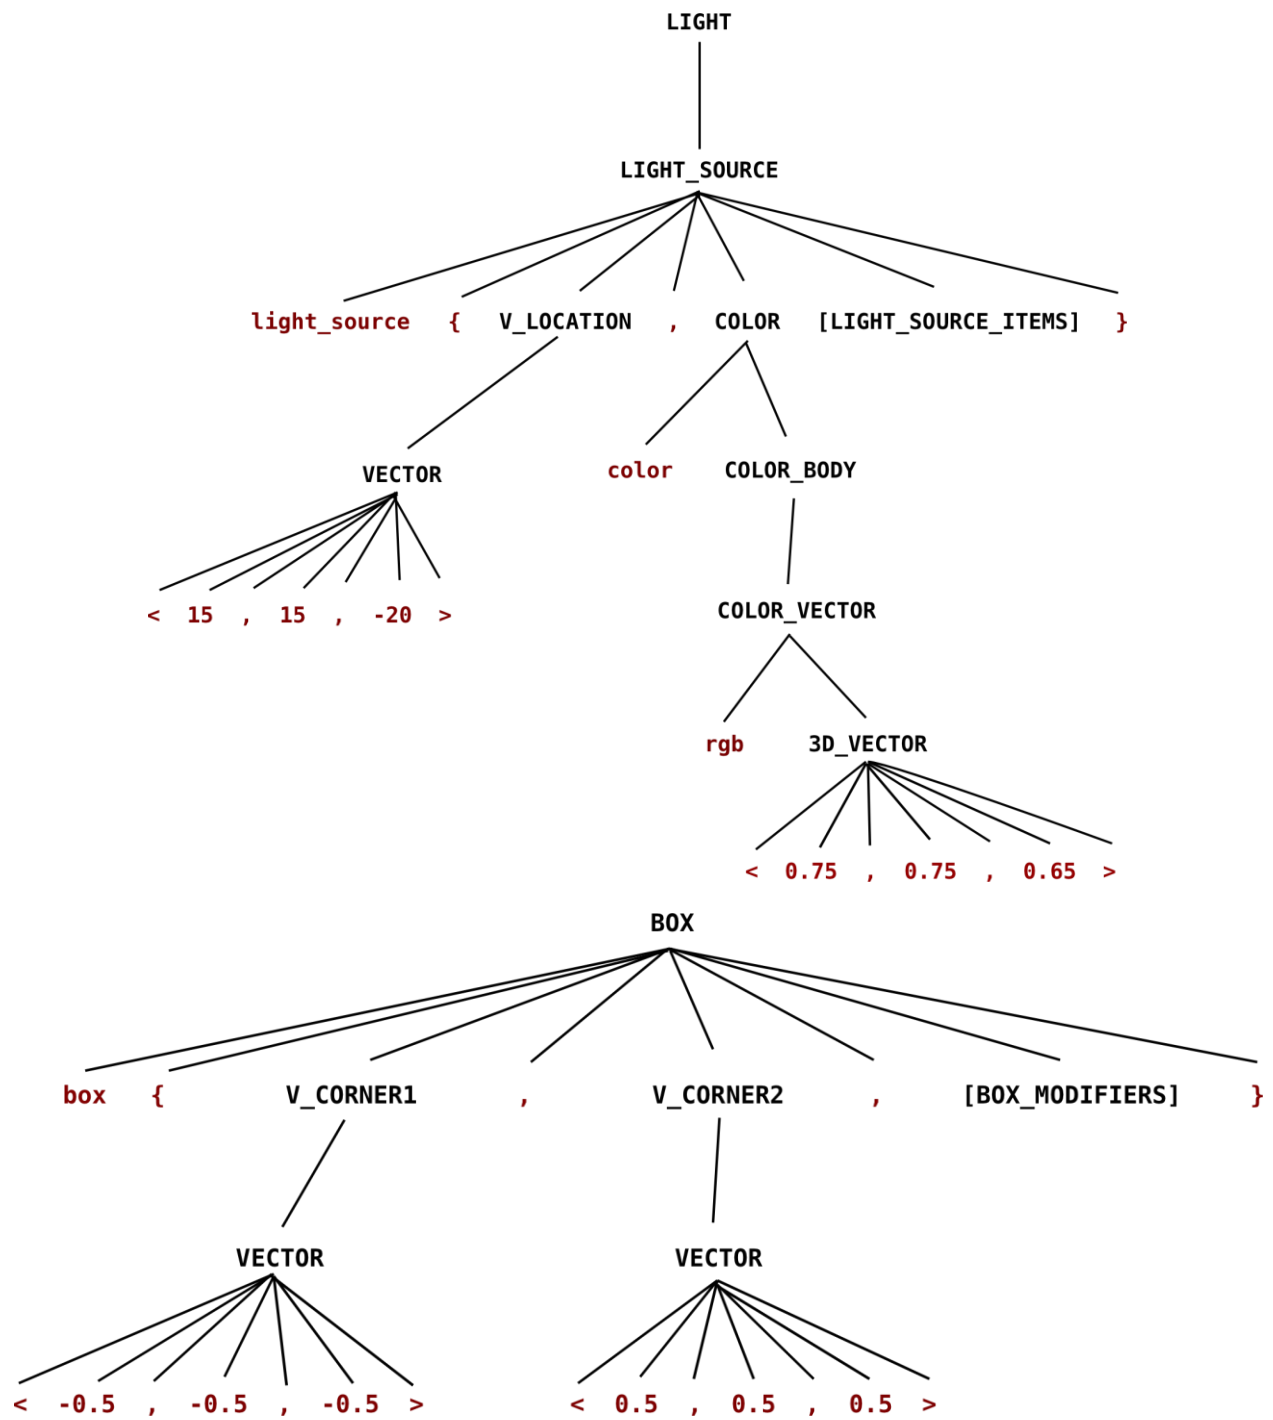 LIGHT
LIGHT_SOURCE
light_source { V_LOCATION , COLOR [LIGHT_SOURCE_ITEMS] }
VECTOR color COLOR_BODY
< 15 , 15 , -20 > COLOR_VECTOR
rgb 3D_VECTOR
< 0.75 , 0.75 , 0.65 >
BOX
box { V_CORNER1 , V_CORNER2 , [BOX_MODIFIERS] }
VECTOR VECTOR
< -0.5 , -0.5 , -0.5 > < 0.5 , 0.5 , 0.5 >